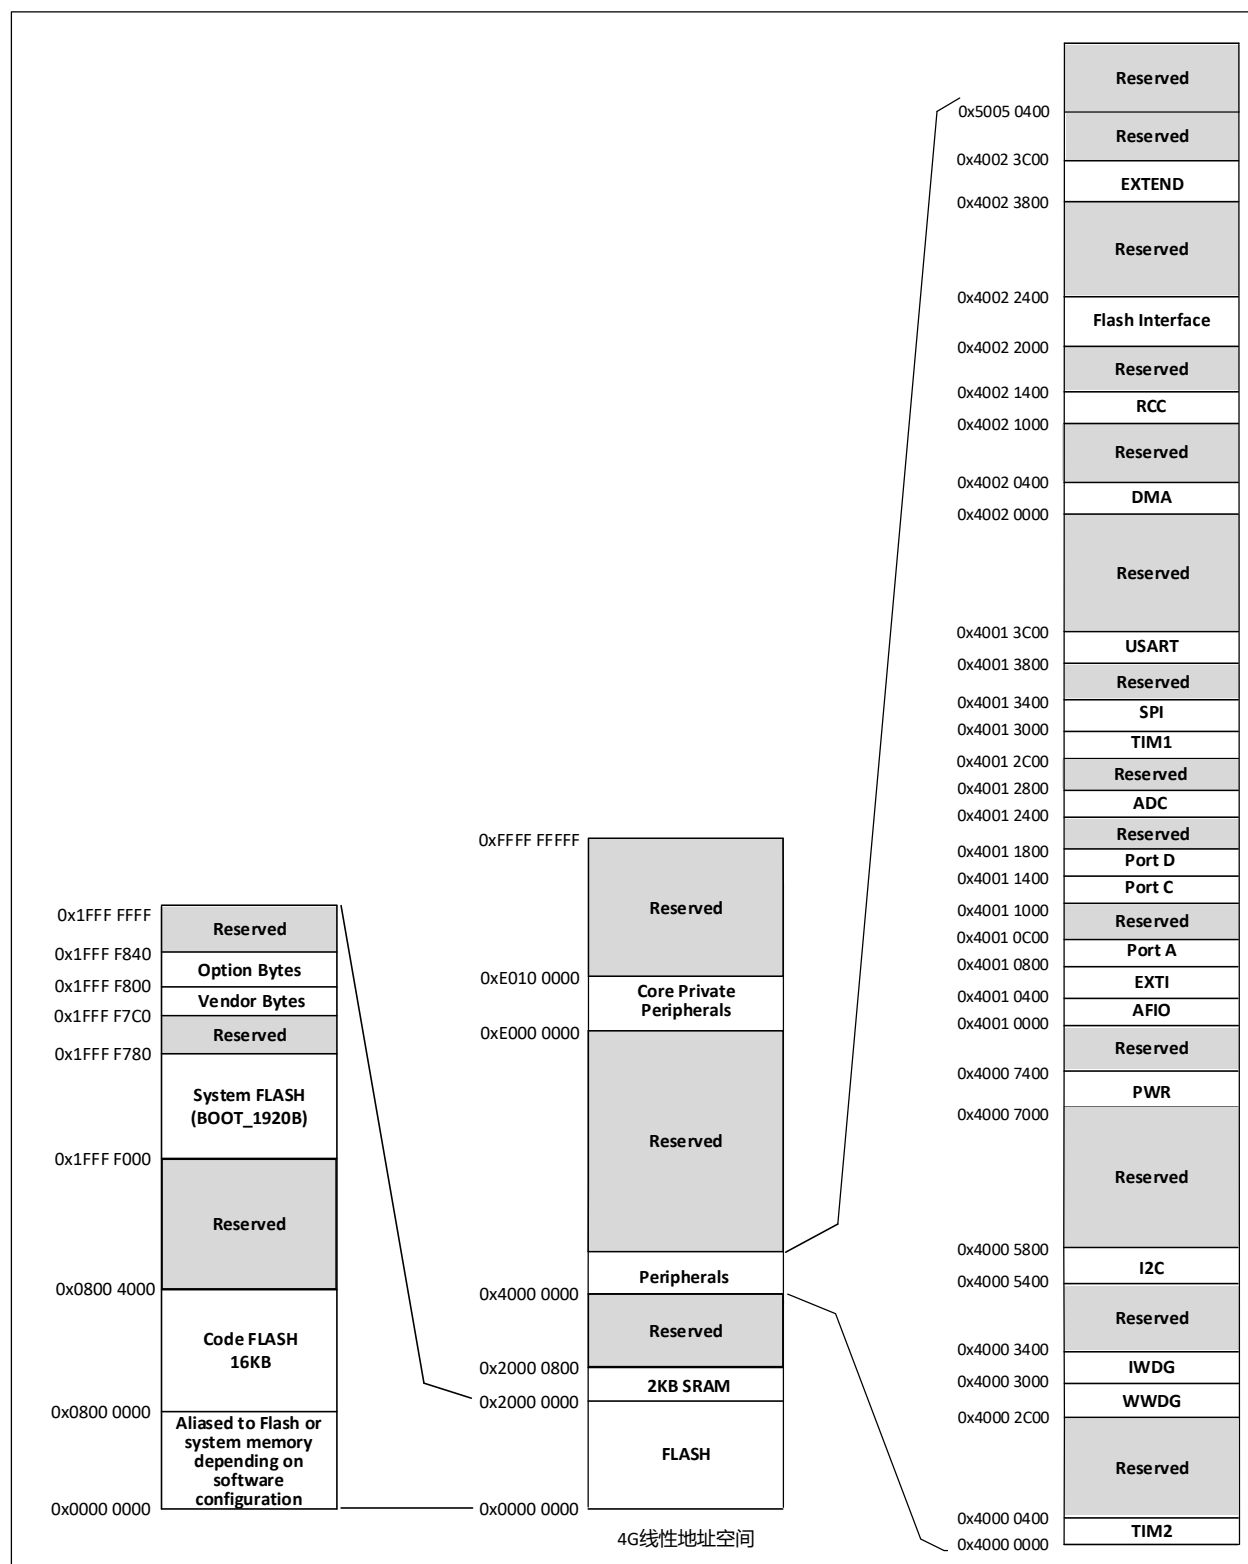 Reserved
0x5005 0400
Reserved
0x4002 3C00
EXTEND
0x4002 3800
Reserved
0x4002 2400
Flash Interface
0x4002 2000
Reserved
0x4002 1400
RCC
0x4002 1000
Reserved
0x4002 0400
DMA
0x4002 0000
Reserved
0x4001 3C00
USART
0x4001 3800
Reserved
0x4001 3400
SPI
0x4001 3000
TIM1
0x4001 2C00
Reserved
0x4001 2800
ADC
0x4001 2400
Reserved
0x4001 1800
Port D
0x4001 1400
Port C
0x4001 1000
Reserved
0x4001 0C00
Port A
0x4001 0800
EXTI
0x4001 0400
AFIO
0x4001 0000
Reserved
0x4000 7400
PWR
0x4000 7000
Reserved
0x4000 5800
I2C
0x4000 5400
Reserved
0x4000 3400
IWDG
0x4000 3000
WWDG
0x4000 2C00
Reserved
0x4000 0400
TIM2
0x4000 0000
0xFFFF FFFFF
Reserved
0xE010 0000
Core Private
Peripherals
0xE000 0000
Reserved
Peripherals
0x4000 0000
Reserved
0x2000 0800
2KB SRAM
0x2000 0000
FLASH
0x0000 0000
4G线性地址空间
0x1FFF FFFF
Reserved
0x1FFF F840
Option Bytes
0x1FFF F800
Vendor Bytes
0x1FFF F7C0
Reserved
0x1FFF F780
System FLASH
(BOOT_1920B)
0x1FFF F000
Reserved
0x0800 4000
Code FLASH
16KB
0x0800 0000
Aliased to Flash or
system memory
depending on
software
configuration
0x0000 0000